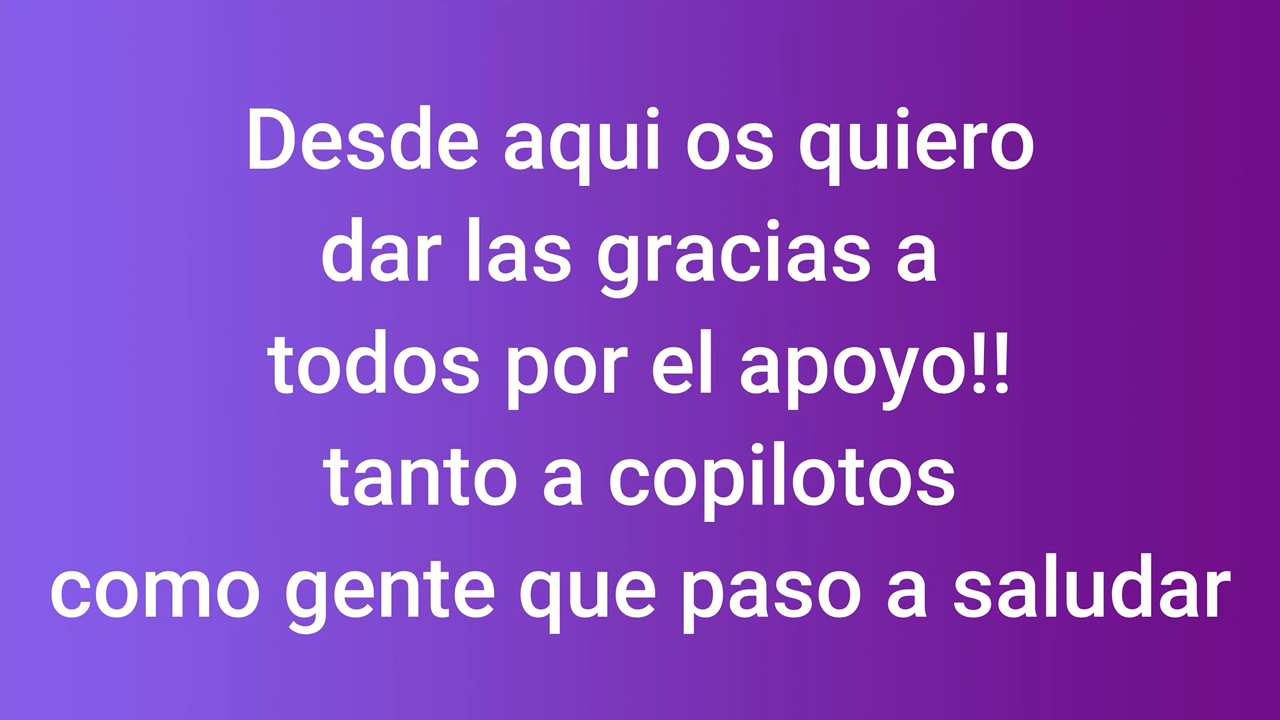 Desde aqui os quiero
dar las gracias a
todos por el apoyo!!
tanto a copilotos
como gente que paso a saludar